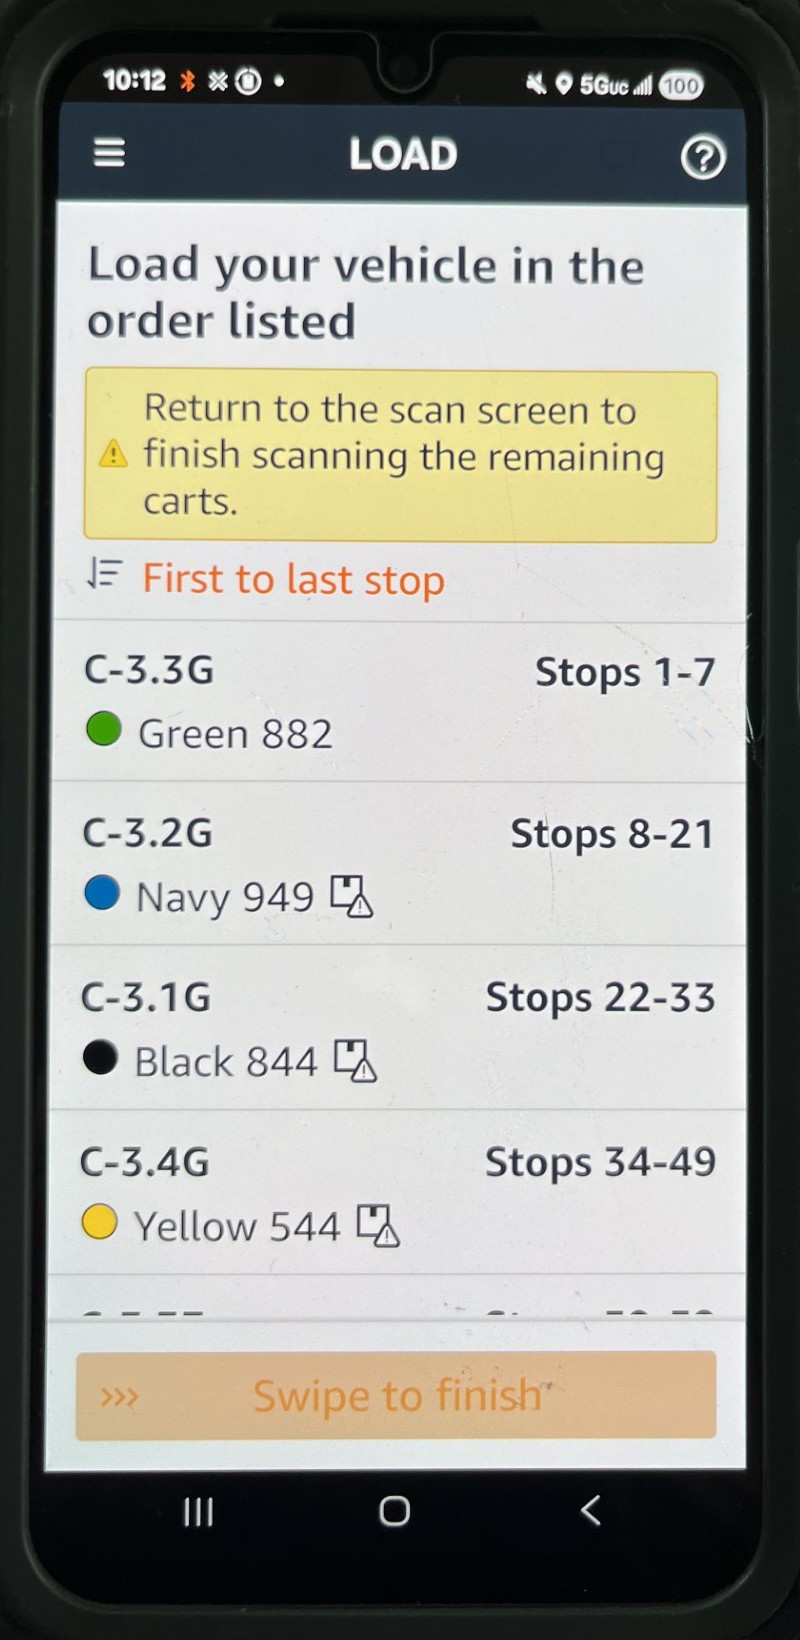 10:12
5Guc
100
LOAD
?
Load your vehicle in the
order listed
Return to the scan screen to
finish scanning the remaining
carts.
First to last stop
C-3.3G
Stops 1-7
Green 882
C-3.2G
Stops 8-21
Navy 949
C-3.1G
Stops 22-33
Black 844
C-3.4G
Stops 34-49
Yellow 544
>>> Swipe to finish